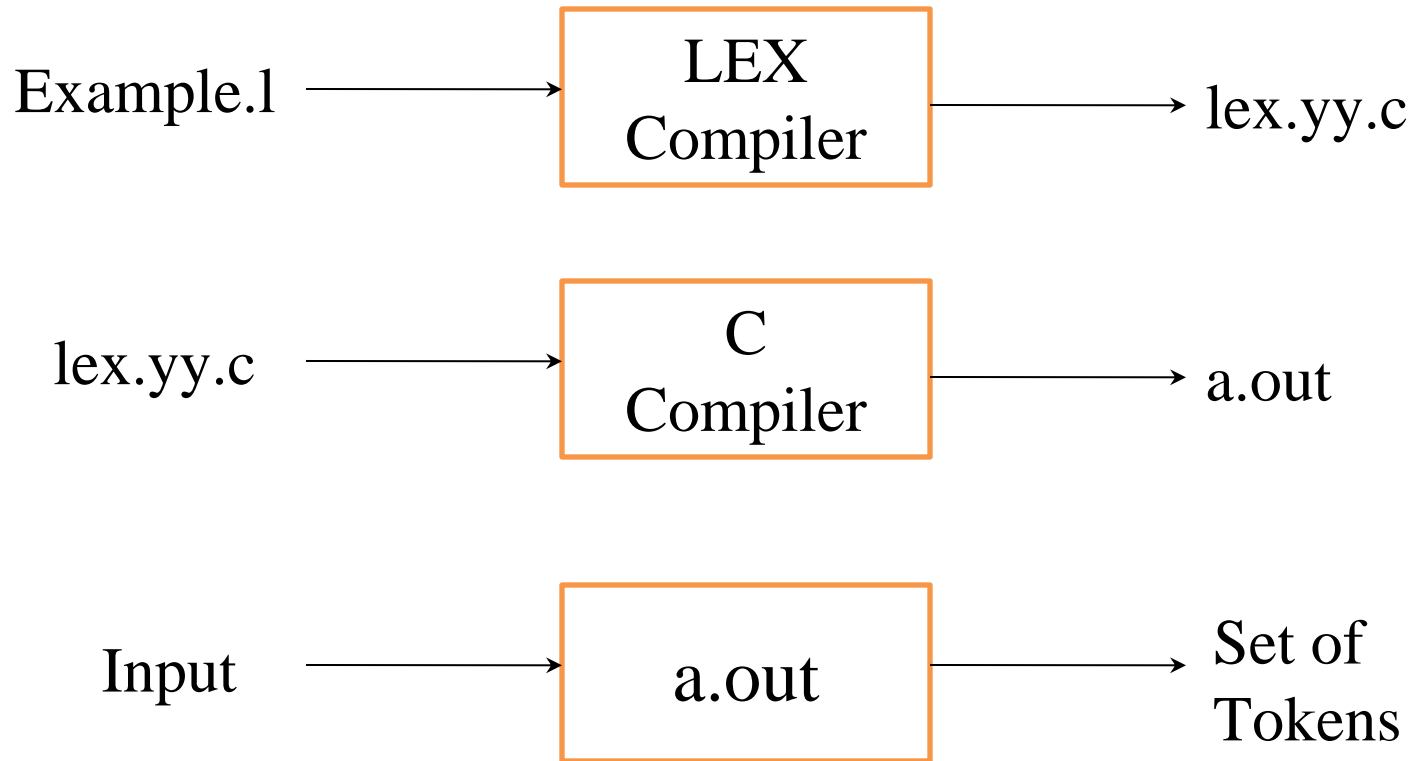 Example.l
LEX
Compiler
lex.yy.c
lex.yy.c
C
Compiler
a.out
Input
a.out
Set of
Tokens